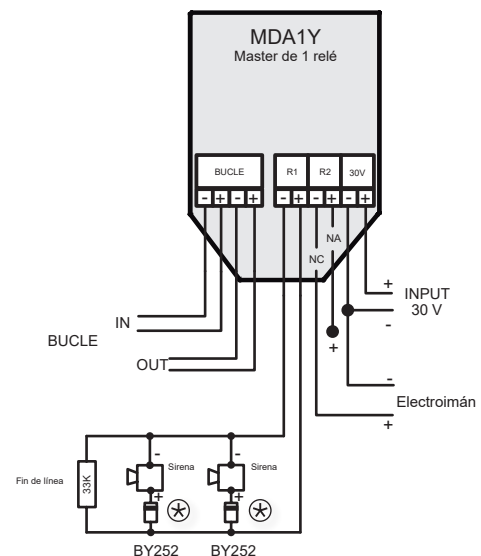 MDA1Y
Master de 1 relé
BUCLE R1 R2 30V
- + - + - + - + - +
NA
NC
+
INPUT
30 V
-
IN
BUCLE
OUT
+
-
Electroimán
+
- -
Sirena Sirena
Fin de línea
33K
+ +
BY252 BY252